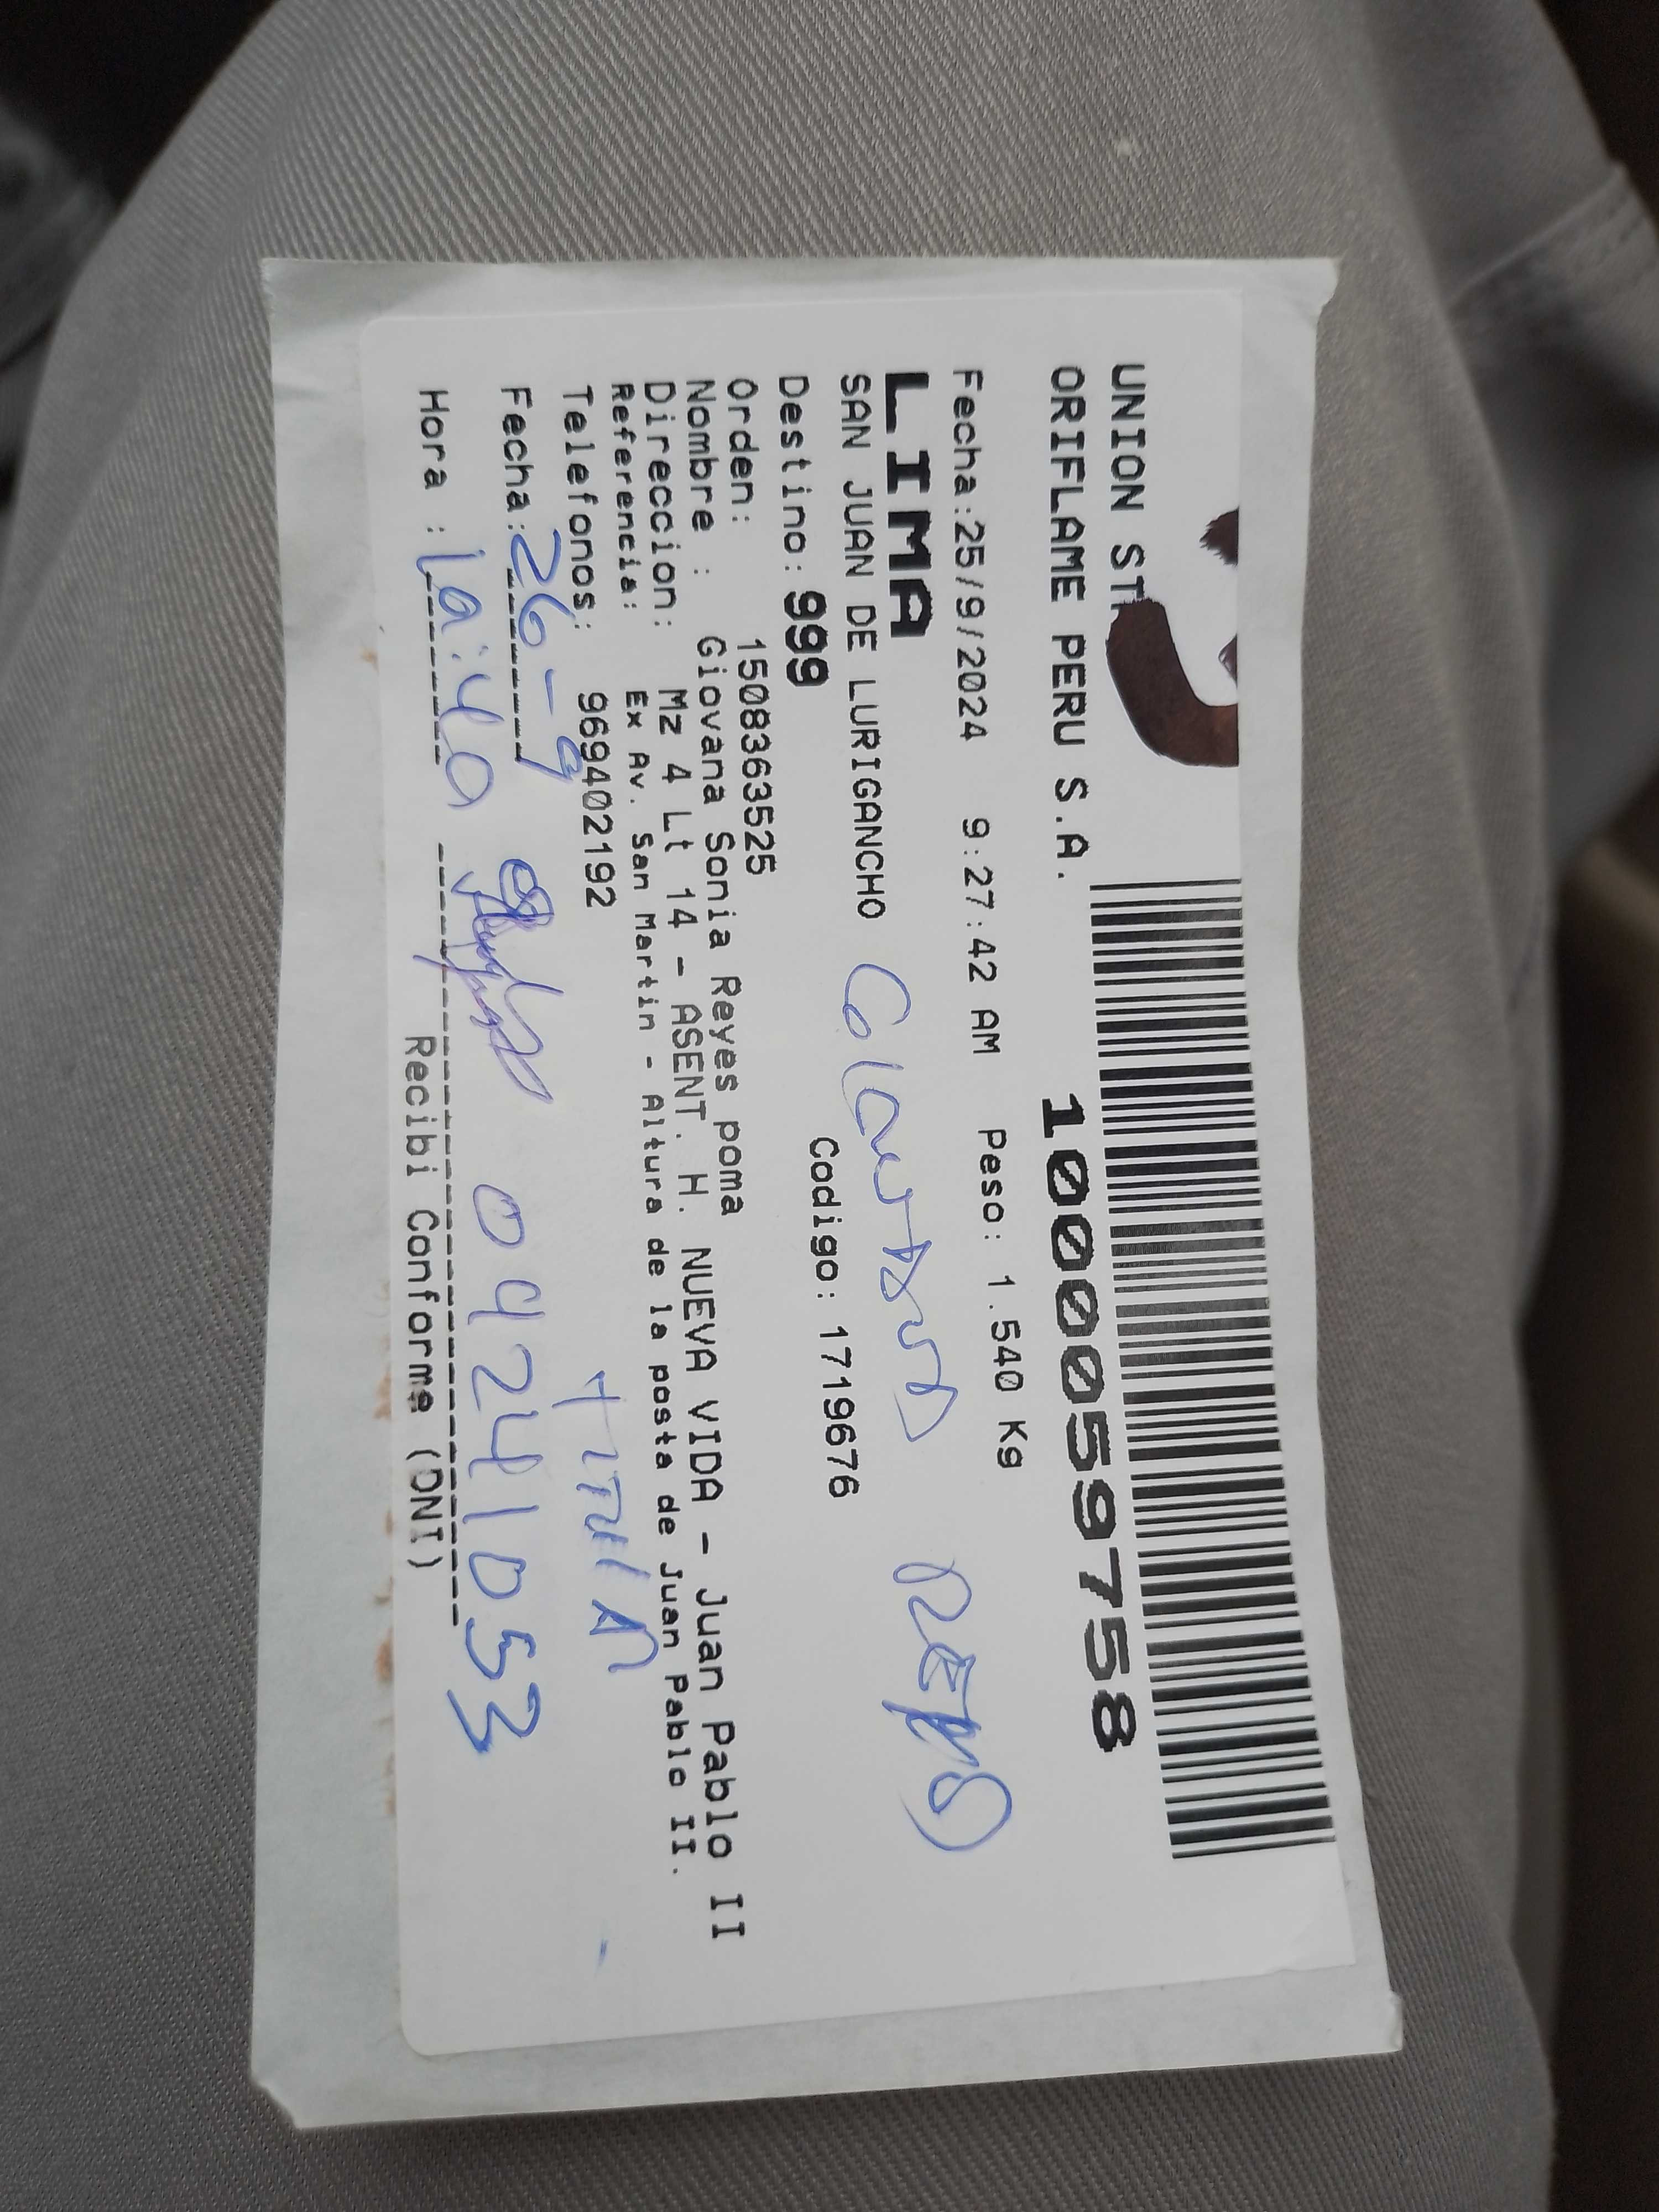 UNION ST
ORIFLAME PERU S.A.
1000059758
Fecha:25/9/2024 9:27:42 AM Peso: 1.540 Kg
LIMA
SAN JUAN DE LURIGANCHO
Destino: 999 Codigo: 1719676
Orden: 1508363525
Nombre : Giovana Sonia Reyes poma
Direccion: Mz 4 Lt 14 - ASENT. H. NUEVA VIDA - Juan Pablo II
Referencia: Ex Av. San Martin - Altura de la posta de Juan Pablo II.
Telefonos: 969402192
Fecha: 26-9
Hora : 10:40
04241053
Recibi Conforme (DNI)